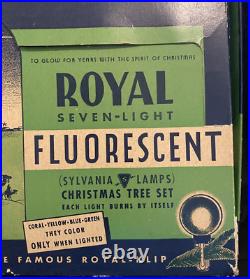 TO GLOW FOR YEARS WITH THE SPIRIT OF CHRISTMAS
ROYAL
SEVEN-LIGHT
FLUORESCENT
(SYLVANIA LAMPS)
CHRISTMAS TREE SET
EACH LIGHT BURNS BY ITSELF
CORAL-YELLOW-BLUE-GREEN
THEY COLOR
ONLY WHEN LIGHTED
FAMOUS ROYAL-CLIP